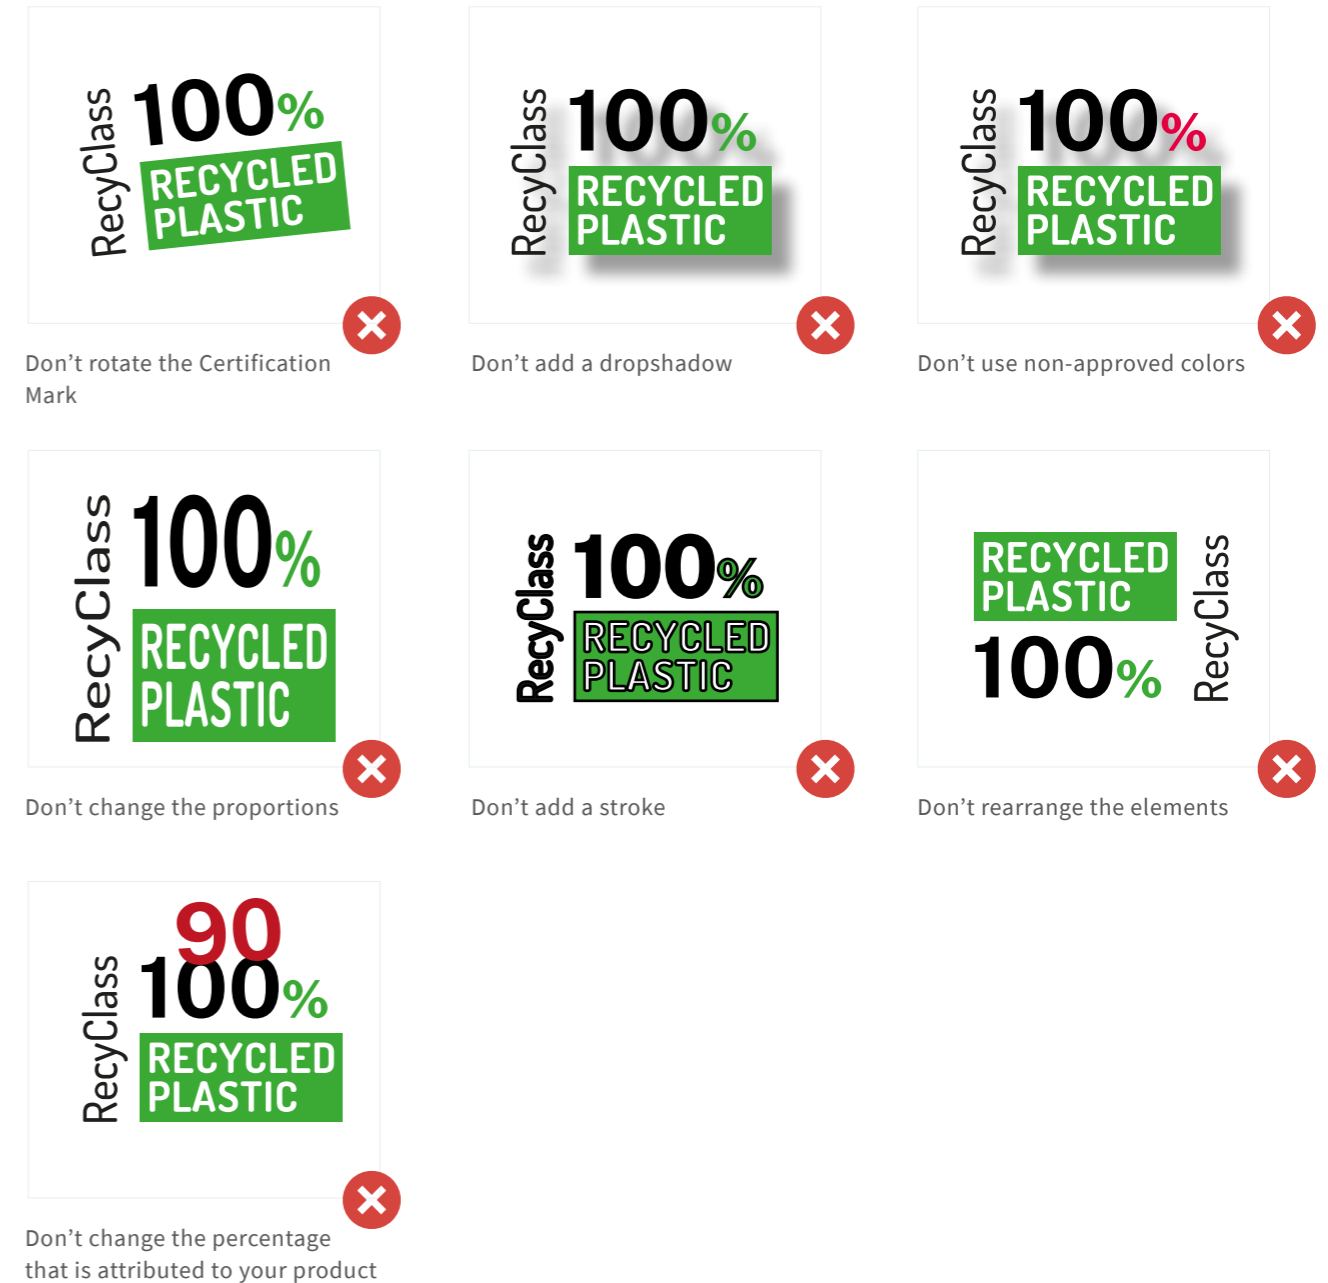 RecyClass
100%
RECYCLED
PLASTIC
Don’t rotate the Certification
Mark
RecyClass
100%
RECYCLED
PLASTIC
Don’t add a dropshadow
RecyClass
100%
RECYCLED
PLASTIC
Don’t use non-approved colors
RecyClass
100%
RECYCLED
PLASTIC
Don’t change the proportions
RecyClass
100%
RECYCLED
PLASTIC
Don’t add a stroke
RECYCLED
PLASTIC
100%
RecyClass
Don’t rearrange the elements
90
RecyClass
100%
RECYCLED
PLASTIC
Don’t change the percentage
that is attributed to your product